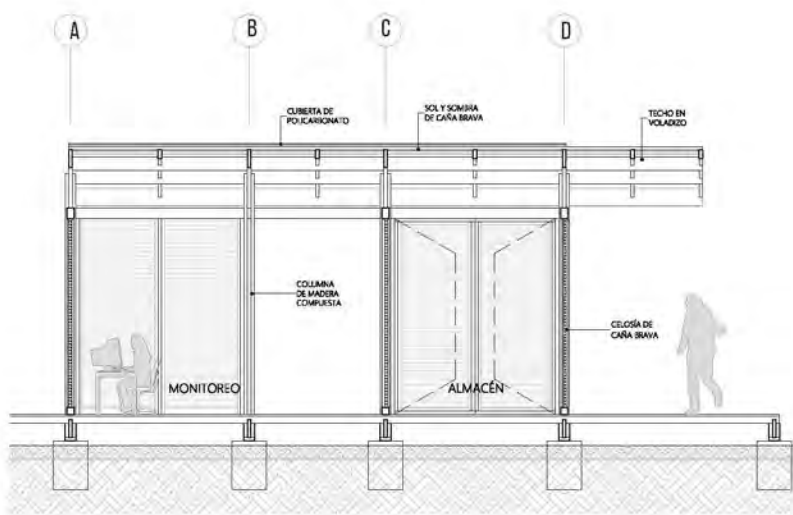 A
B
C
D
CUBIERTA DE
POLICARBONATO
SOL Y SOMBRA
DE CAÑA BRAVA
TECHO EN
VOLADIZO
COLUMNA
DE MADERA
COMPUESTA
CELOSÍA DE
CAÑA BRAVA
MONITOREO
ALMACÉN